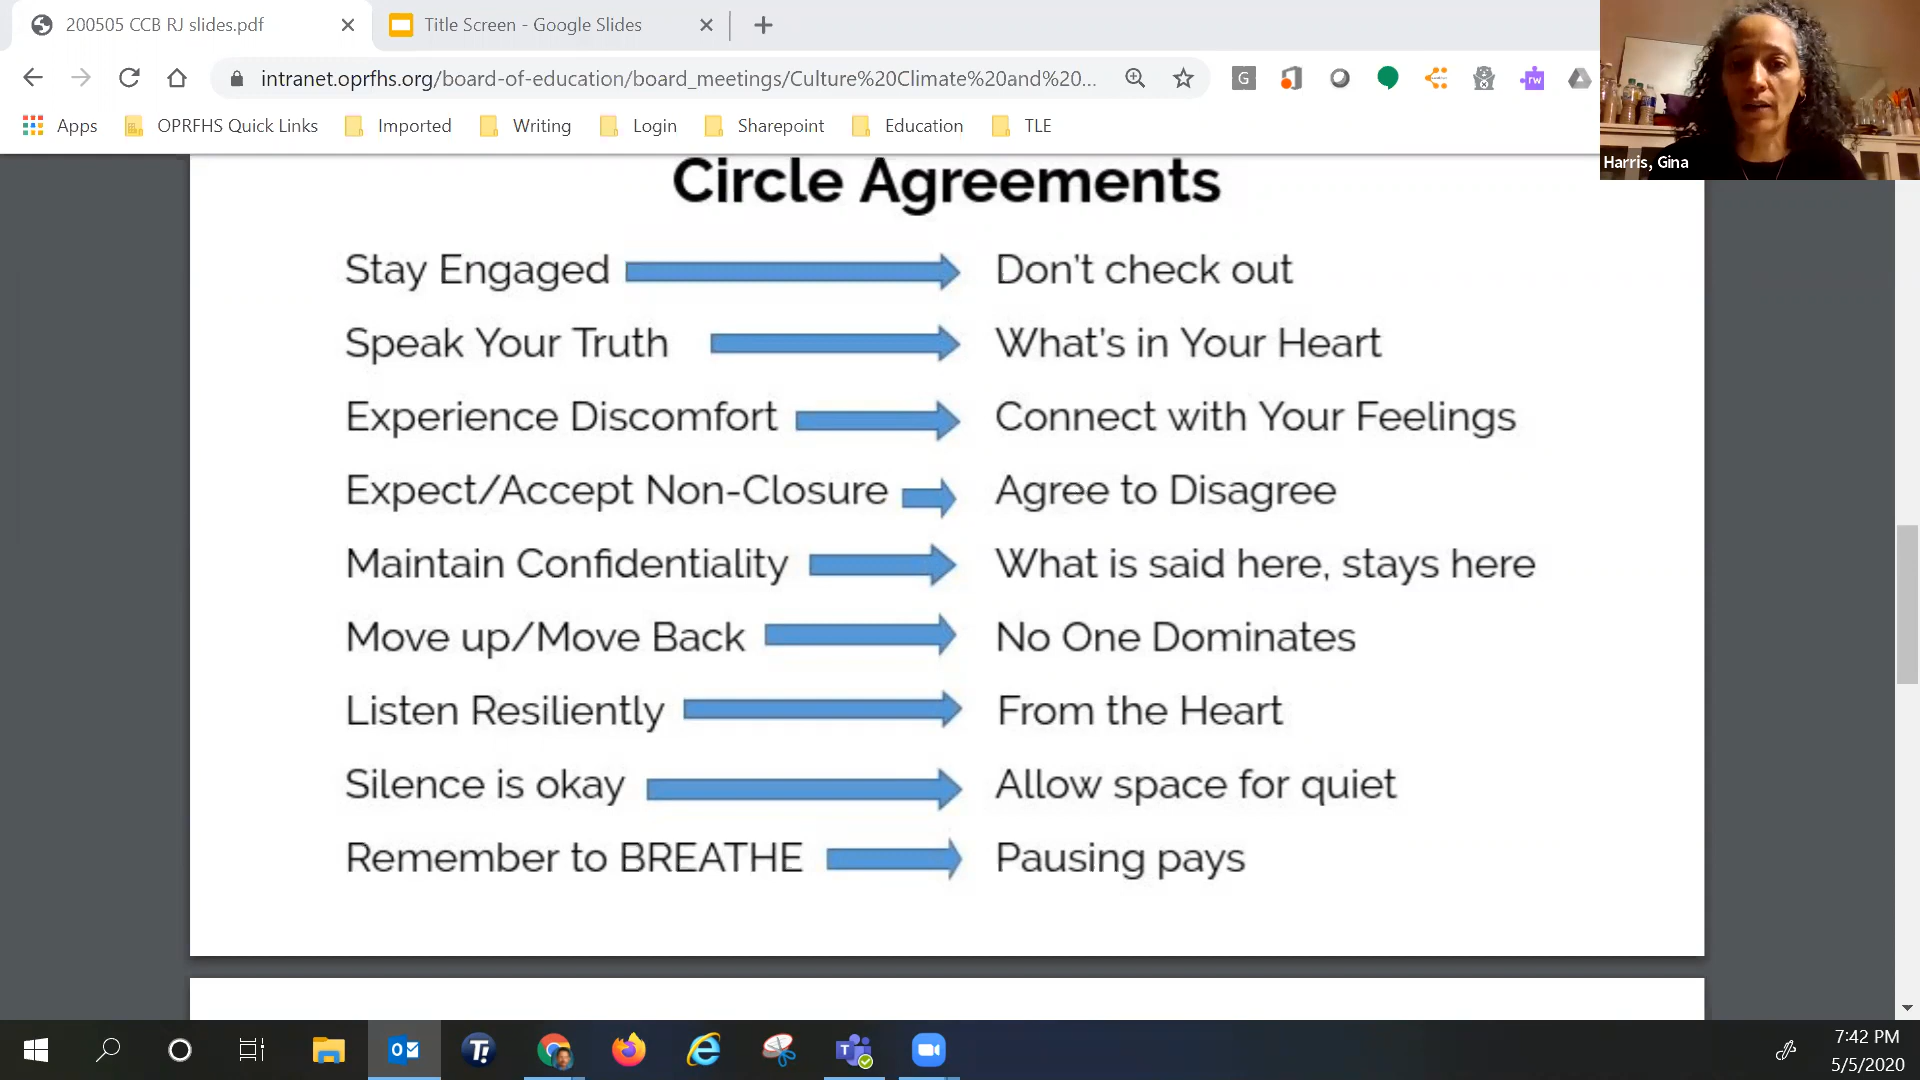 200505 CCB RJ slides.pdf
Title Screen - Google Slides
intranet.oprfhs.org/board-of-education/board_meetings/Culture%20Climate%20and%20...
G
rw
Apps
OPRFHS Quick Links
Imported
Writing
Login
Sharepoint
Education
TLE
Harris, Gina
Circle Agreements
Stay Engaged Don't check out
Speak Your Truth What's in Your Heart
Experience Discomfort Connect with Your Feelings
Expect/Accept Non-Closure Agree to Disagree
Maintain Confidentiality What is said here, stays here
Move up/Move Back No One Dominates
Listen Resiliently From the Heart
Silence is okay Allow space for quiet
Remember to BREATHE Pausing pays
7:42 PM
5/5/2020